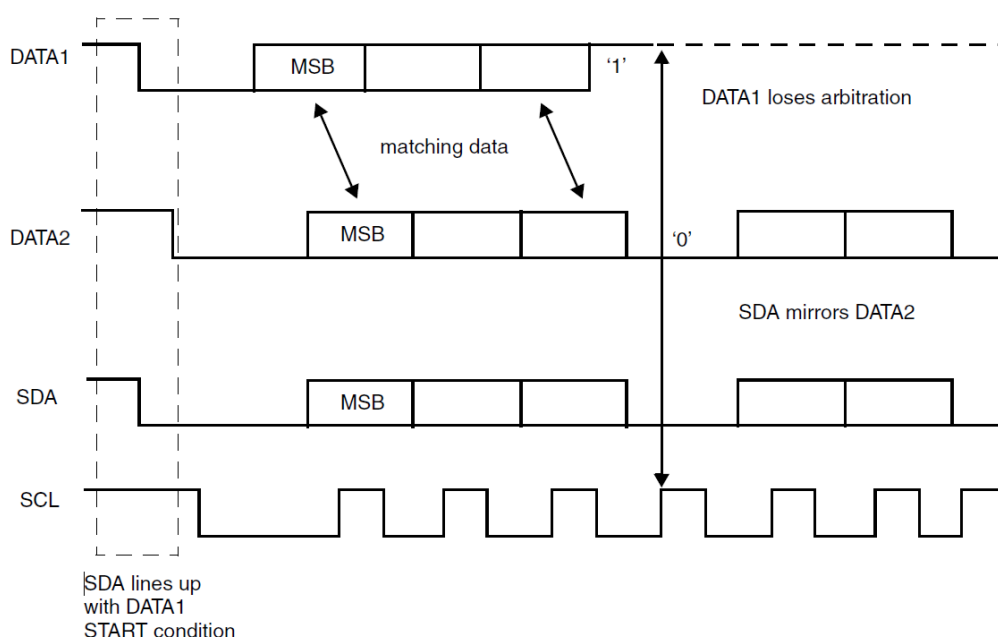 DATA1
MSB
‘1’
DATA1 loses arbitration
matching data
DATA2
MSB
‘0’
SDA mirrors DATA2
SDA
MSB
SCL
SDA lines up
with DATA1
START condition